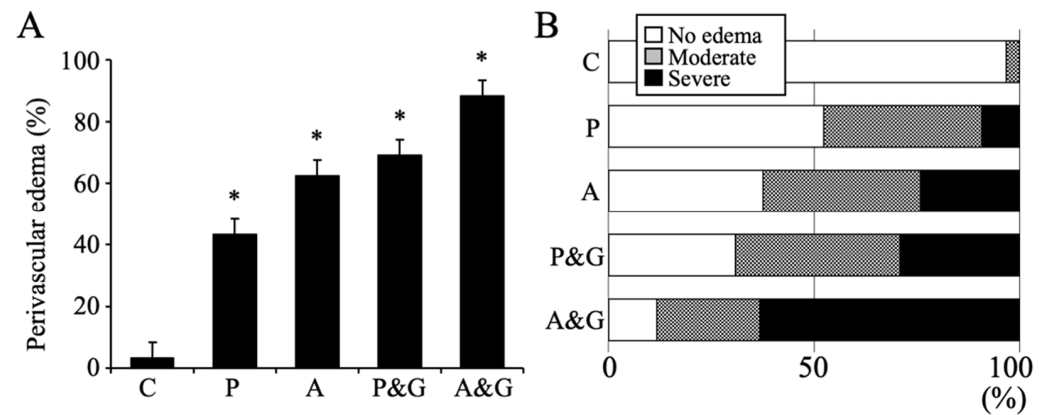 A
Perivascular edema (%)
100
80
60
40
20
0
*
*
*
*
C
P
A
P&G
A&G
B
No edema
Moderate
Severe
C
P
A
P&G
A&G
0
50
100
(%)